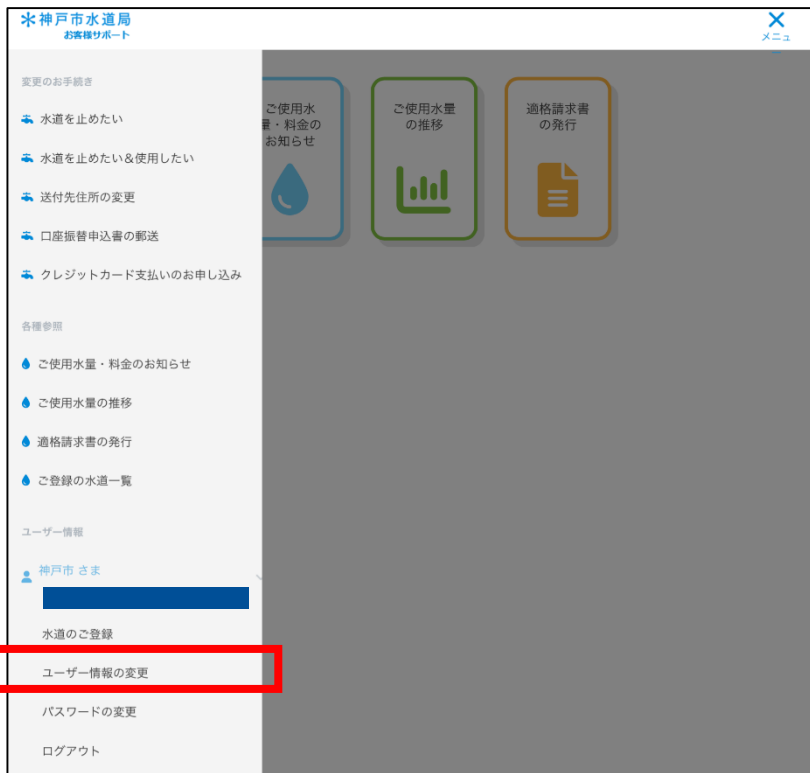 神戸市水道局
お客様サポート
メニュー
変更のお手続き
水道を止めたい
水道を止めたい&使用したい
送付先住所の変更
口座振替申込書の郵送
クレジットカード支払いのお申し込み
各種参照
ご使用水量・料金のお知らせ
ご使用水量の推移
適格請求書の発行
ご登録の水道一覧
ユーザー情報
神戸市 さま
水道のご登録
ユーザー情報の変更
パスワードの変更
ログアウト
ご使用水
量・料金の
お知らせ
ご使用水量
の推移
適格請求書
の発行